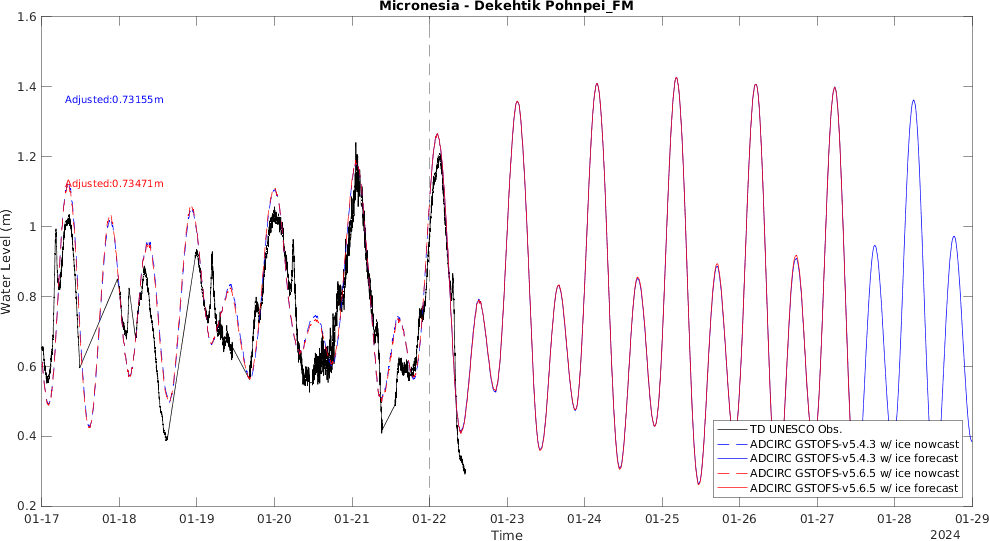 Micronesia - Dekehtik Pohnpei_FM
Water Level (m)
1.6
1.4
1.2
1
0.8
0.6
0.4
0.2
Adjusted:0.73155m
Adjusted:0.73471m
TD UNESCO Obs.
ADCIRC GSTOFS-v5.4.3 w/ ice nowcast
ADCIRC GSTOFS-v5.4.3 w/ ice forecast
ADCIRC GSTOFS-v5.6.5 w/ ice nowcast
ADCIRC GSTOFS-v5.6.5 w/ ice forecast
01-17 01-18 01-19 01-20 01-21 01-22 01-23 01-24 01-25 01-26 01-27 01-28 01-29
Time
2024